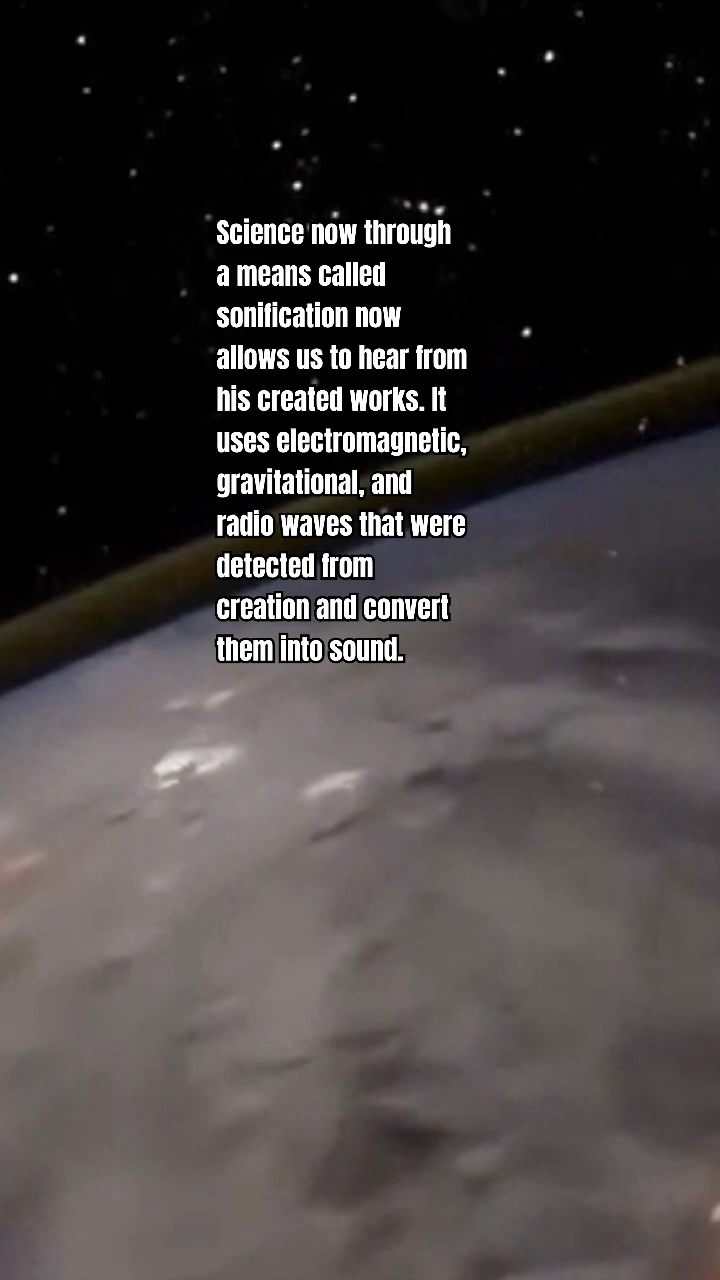 Science now through
a means called
sonification now
allows us to hear from
his created works. It
uses electromagnetic,
gravitational, and
radio waves that were
detected from
creation and convert
them into sound.